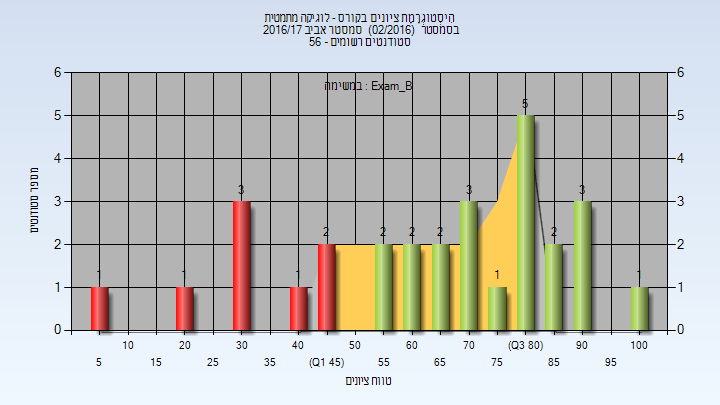 היסטוגרמת ציונים בקורס - לוגיקה מתמטית
בסמסטר (02/2016) סמסטר אביב 2016/17
סטודנטים רשומים - 56
במשימה : Exam_B
מספר סטודנטים
6 6
5 5
4 4
3 3
2 2
1 1
0 0
1 1 3 1 2 2 2 2 3 1 5 2 3 1
10 20 30 40 50 60 70 (Q3 80) 90 100
5 15 25 35 (Q1 45) 55 65 75 85 95
טווח ציונים